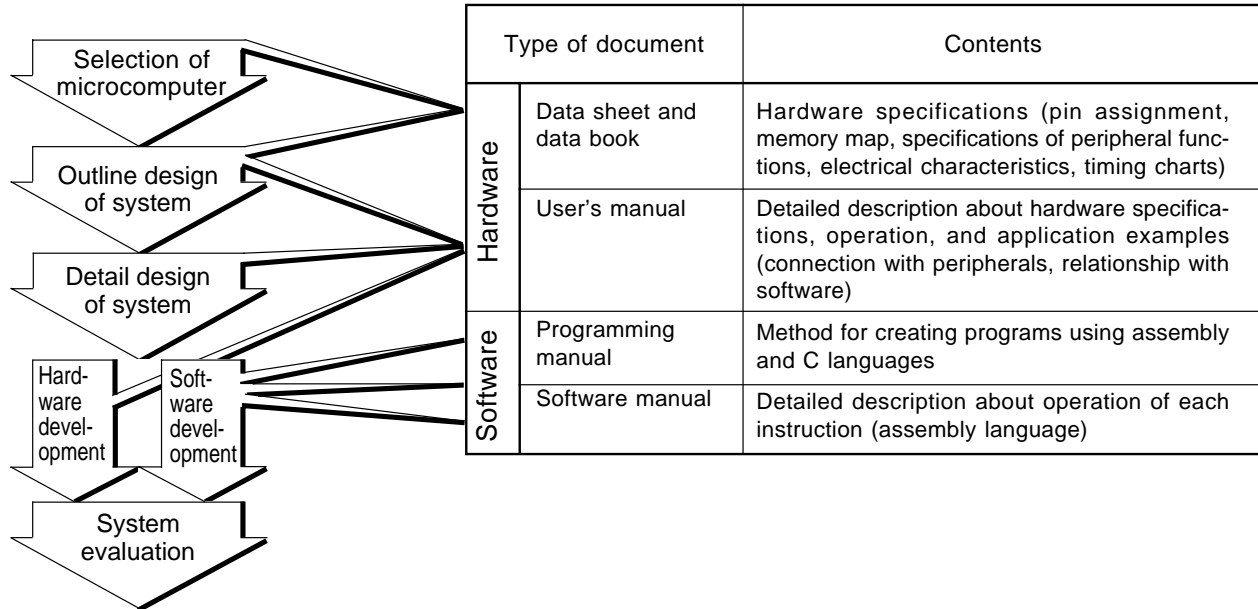 Selection of
microcomputer
Outline design
of system
Detail design
of system
Hard-
ware
devel-
opment
Soft-
ware
devel-
opment
System
evaluation
Type of document
Contents
Hardware
Data sheet and
data book
Hardware specifications (pin assignment,
memory map, specifications of peripheral func-
tions, electrical characteristics, timing charts)
User's manual
Detailed description about hardware specifica-
tions, operation, and application examples
(connection with peripherals, relationship with
software)
Software
Programming
manual
Method for creating programs using assembly
and C languages
Software manual
Detailed description about operation of each
instruction (assembly language)